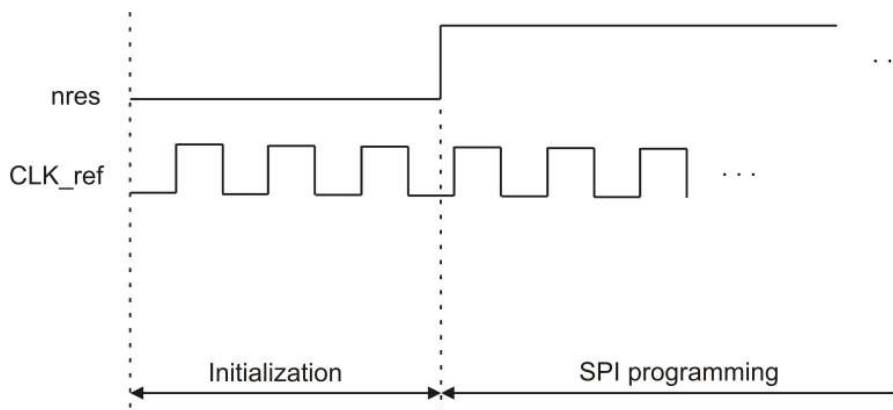 nres
. .
CLK_ref
. . .
Initialization
SPI programming